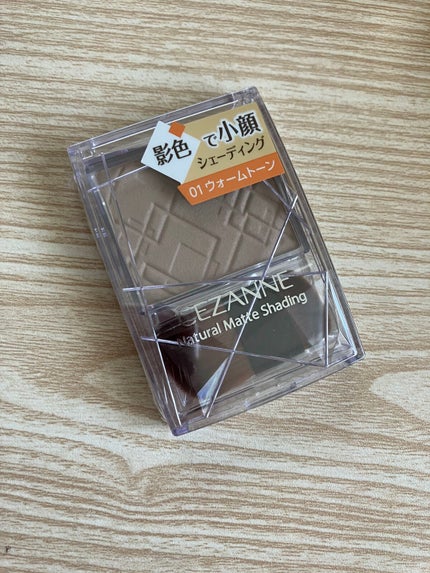 影色で小顔
シェーディング
01 ウォームトーン
CEZANNE
Natural Matte Shading